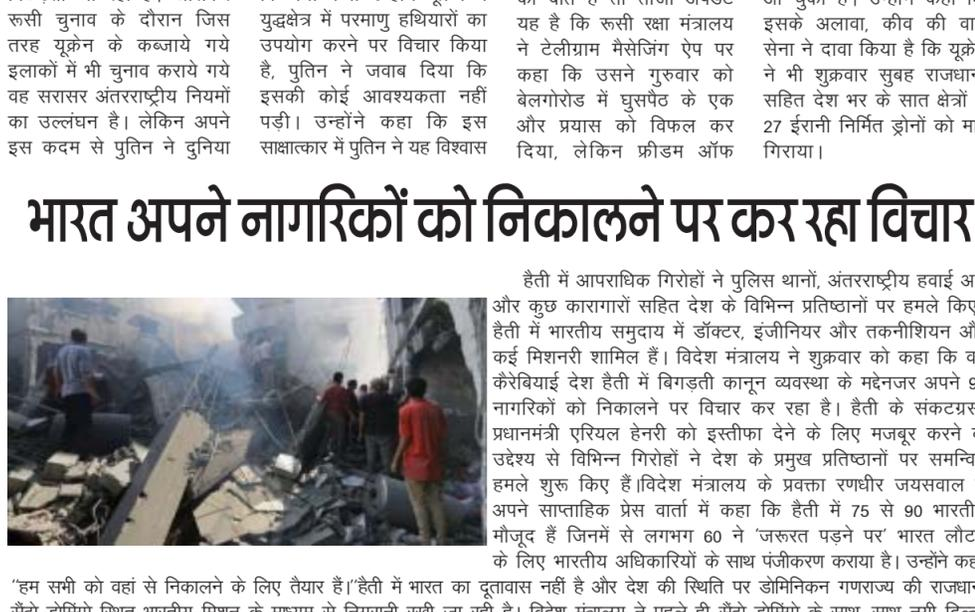 रूसी चुनाव के दौरान जिस
तरह यूक्रेन के कब्जाये गये
इलाकों में भी चुनाव कराये गये
वह सरासर अंतरराष्ट्रीय नियमों
का उल्लंघन है। लेकिन अपने
इस कदम से पुतिन ने दुनिया
युद्धक्षेत्र में परमाणु हथियारों का
उपयोग करने पर विचार किया
है, पुतिन ने जवाब दिया कि
इसकी कोई आवश्यकता नहीं
पड़ी। उन्होंने कहा कि इस
साक्षात्कार में पुतिन ने यह विश्वास
यह है कि रूसी रक्षा मंत्रालय
ने टेलीग्राम मैसेजिंग ऐप पर
कहा कि उसने गुरुवार को
बेलगोरोड में घुसपैठ के एक
और प्रयास को विफल कर
दिया, लेकिन फ्रीडम ऑफ
इसके अलावा, कीव की
सेना ने दावा किया है कि
ने भी शुक्रवार सुबह
सहित देश भर के सात क्षेत्रों
27 ईरानी निर्मित ड्रोनों को
गिराया।
भारत अपने नागरिकों को निकालने पर कर रहा विचार
हैती में आपराधिक गिरोहों ने पुलिस थानों, अंतरराष्ट्रीय हवाई
और कुछ कारागारों सहित देश के विभिन्न प्रतिष्ठानों पर हमले
हैती में भारतीय समुदाय में डॉक्टर, इंजीनियर और तकनीशियन
कई मिशनरी शामिल हैं। विदेश मंत्रालय ने शुक्रवार को कहा कि
कैरेबियाई देश हैती में बिगड़ती कानून व्यवस्था के मद्देनजर अपने
नागरिकों को निकालने पर विचार कर रहा है। हैती के
प्रधानमंत्री एरियल हेनरी को इस्तीफा देने के लिए मजबूर करने
उद्देश्य से विभिन्न गिरोहों ने देश के प्रमुख प्रतिष्ठानों पर
हमले शुरू किए हैं।विदेश मंत्रालय के प्रवक्ता रणधीर जयसवाल
अपने साप्ताहिक प्रेस वार्ता में कहा कि हैती में 75 से 90
मौजूद हैं जिनमें से लगभग 60 ने 'जरूरत पड़ने पर' भारत
के लिए भारतीय अधिकारियों के साथ पंजीकरण कराया है। उन्होंने
"हम सभी को वहां से निकालने के लिए तैयार हैं।"हैती में भारत का दूतावास नहीं है और देश की स्थिति पर डोमिनिकन गणराज्य की